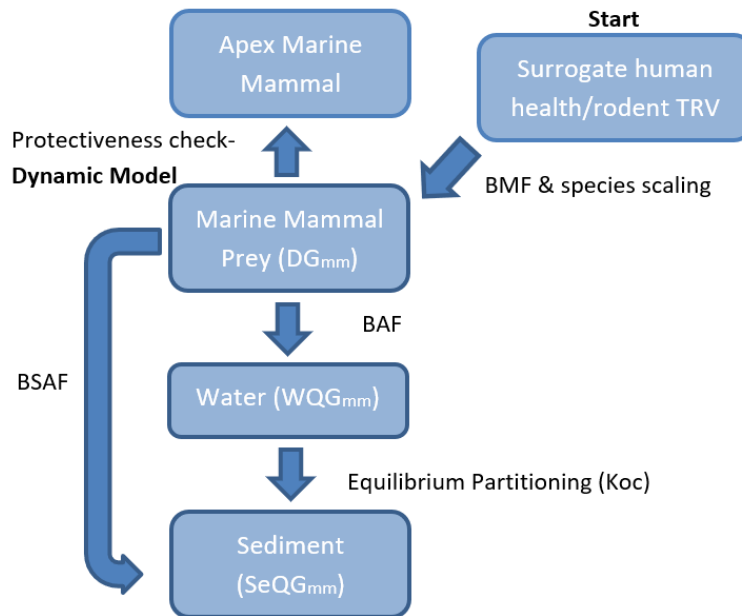 Start
Apex Marine
Mammal
Surrogate human
health/rodent TRV
Protectiveness check-
Dynamic Model
BMF & species scaling
Marine Mammal
Prey (DGmm)
BAF
BSAF
Water (WQGmm)
Equilibrium Partitioning (Koc)
Sediment
(SeQGmm)